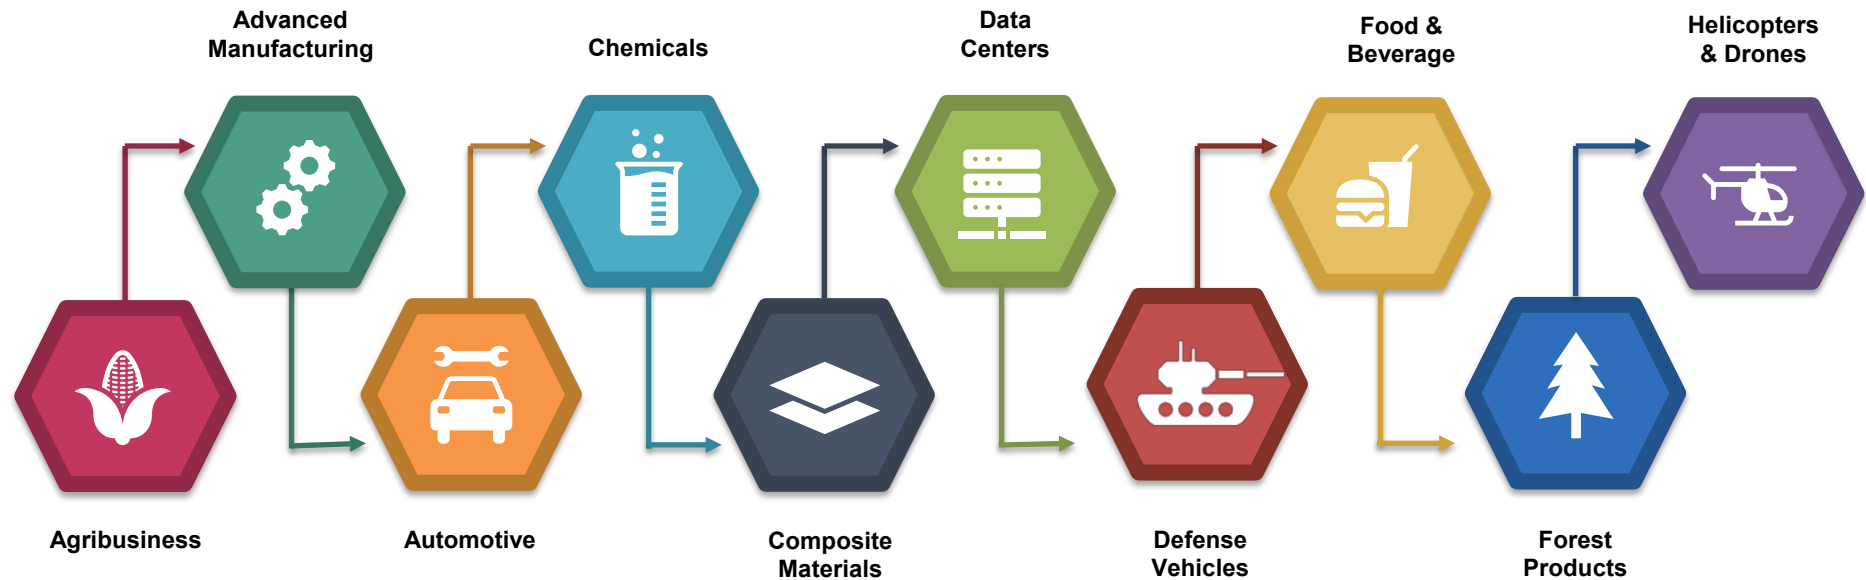 Advanced
Manufacturing
Chemicals
Data
Centers
Food &
Beverage
Helicopters
& Drones
Agribusiness
Automotive
Composite
Materials
Defense
Vehicles
Forest
Products